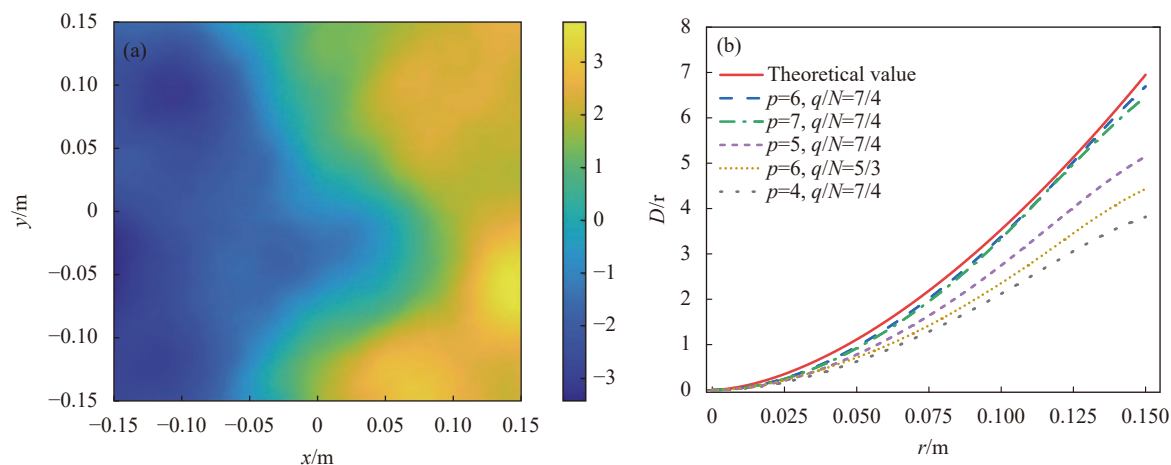 (a)
0.15
0.10
0.05
0
−0.05
−0.10
−0.15
y/m
−0.15 −0.10 −0.05 0 0.05 0.10 0.15
x/m
3
2
1
0
−1
−2
−3
(b)
8
7
6
5
4
3
2
1
0
D/r
Theoretical value
p=6, q/N=7/4
p=7, q/N=7/4
p=5, q/N=7/4
p=6, q/N=5/3
p=4, q/N=7/4
0 0.025 0.050 0.075 0.100 0.125 0.150
r/m